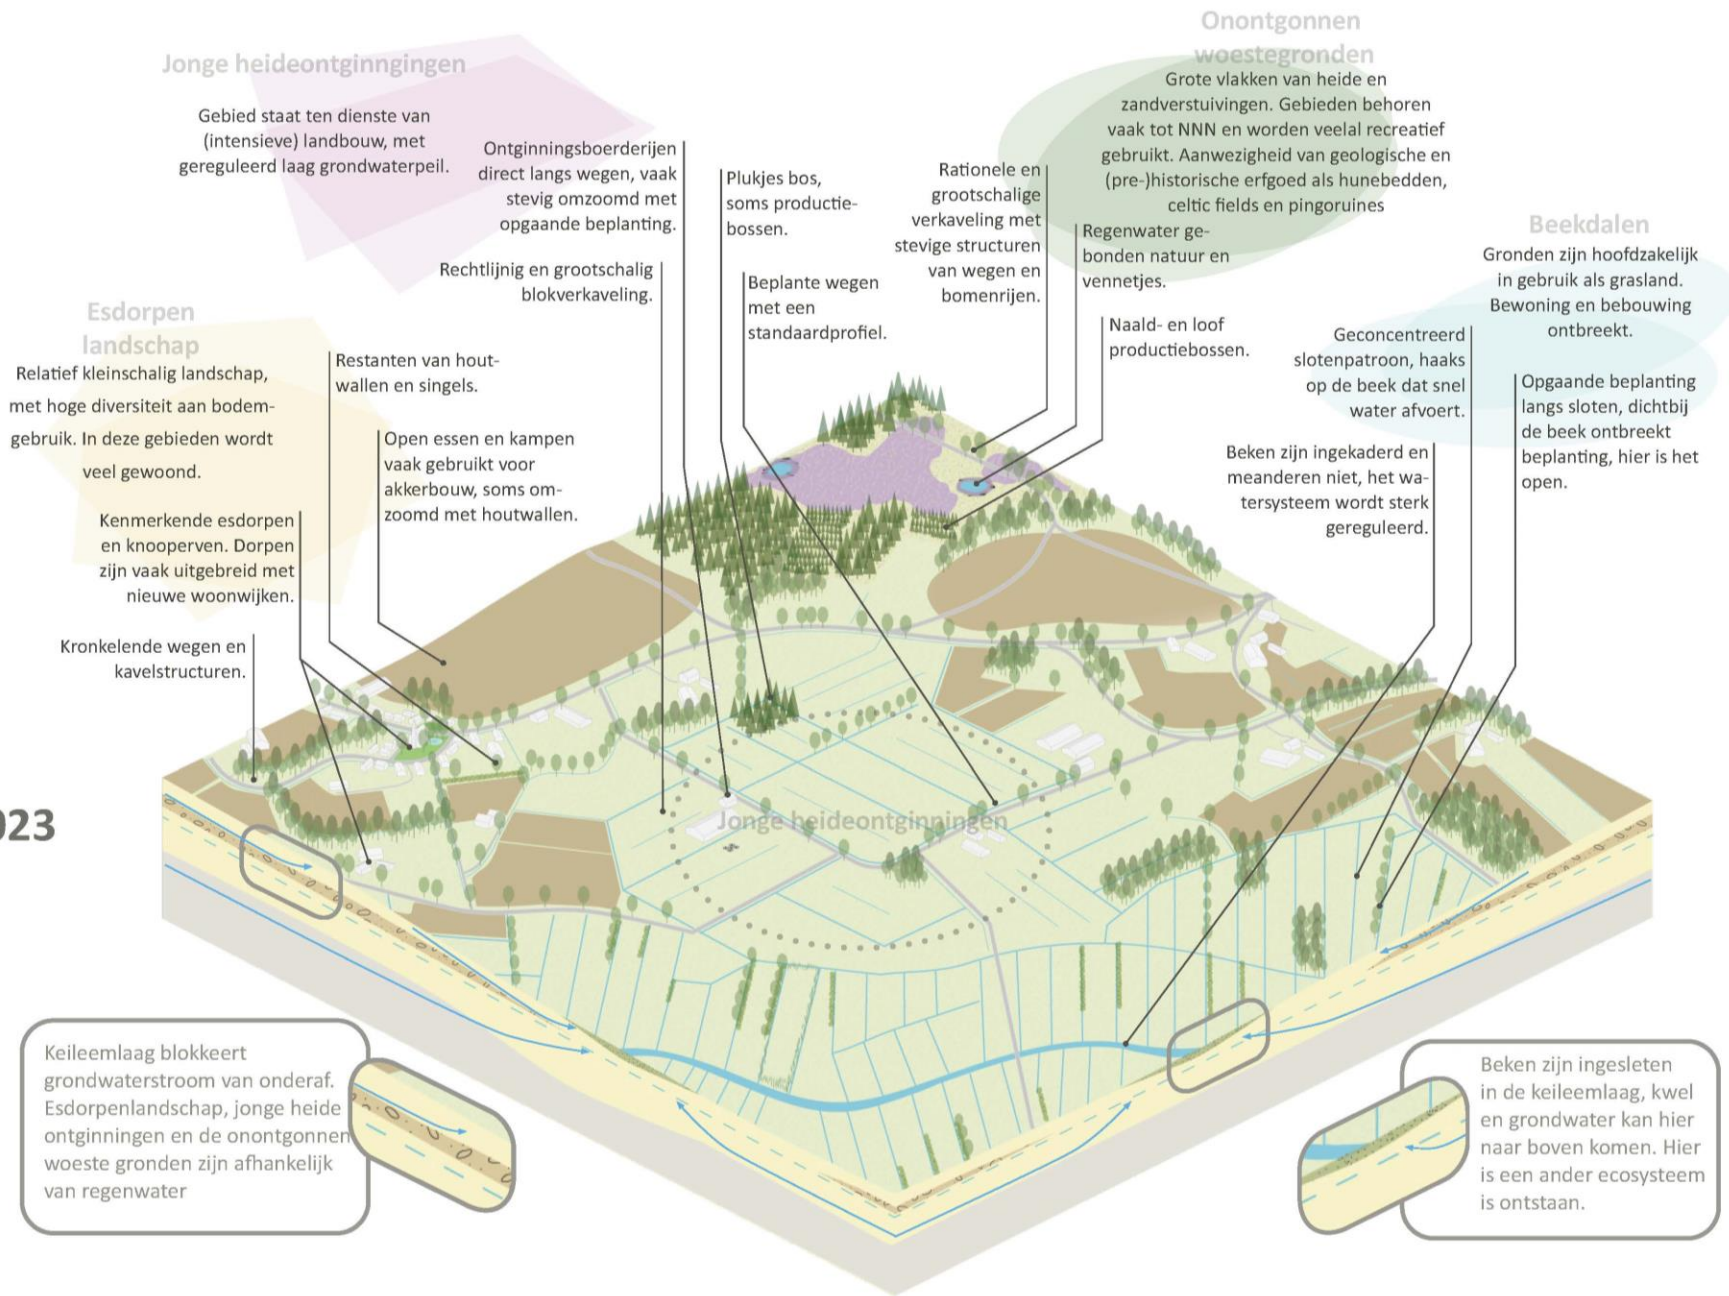 Jonge heideontginngingen
Gebied staat ten dienste van
(intensieve) landbouw, met
gereguleerd laag grondwaterpeil.
Ontginningsboerderijen
direct langs wegen, vaak
stevig omzoomd met
opgaande beplanting.
Rechtlijnig en grootschalig
blokverkaveling.
Plukjes bos,
soms productie-
bossen.
Beplante wegen
met een
standaardprofiel.
Onontgonnen
woestegronden
Grote vlakken van heide en
zandverstuivingen. Gebieden behoren
vaak tot NNN en worden veelal recreatief
gebruikt. Aanwezigheid van geologische en
(pre-)historische erfgoed als hunebedden,
celtic fields en pingoruines
Rationele en
grootschalige
verkaveling met
stevige structuren
van wegen en
bomenrijen.
Regenwater ge-
bonden natuur en
vennetjes.
Naald- en loof
productiebossen.
Beekdalen
Gronden zijn hoofdzakelijk
in gebruik als grasland.
Bewoning en bebouwing
ontbreekt.
Geconcentreerd
slotenpatroon, haaks
op de beek dat snel
water afvoert.
Opgaande beplanting
langs sloten, dichtbij
de beek ontbreekt
beplanting, hier is het
open.
Beken zijn ingekaderd en
meanderen niet, het wa-
tersysteem wordt sterk
gereguleerd.
Esdorpen
landschap
Relatief kleinschalig landschap,
met hoge diversiteit aan bodem-
gebruik. In deze gebieden wordt
veel gewoond.
Restanten van hout-
wallen en singels.
Open essen en kampen
vaak gebruikt voor
akkerbouw, soms om-
zoomd met houtwallen.
Kenmerkende esdorpen
en knooperven. Dorpen
zijn vaak uitgebreid met
nieuwe woonwijken.
Kronkelende wegen en
kavelstructuren.
023
Jonge heideontginningen
Keileemlaag blokkeert
grondwaterstroom van onderaf.
Esdorpenlandschap, jonge heide
ontginningen en de onontgonnen
woeste gronden zijn afhankelijk
van regenwater
Beken zijn ingesleten
in de keileemlaag, kwel
en grondwater kan hier
naar boven komen. Hier
is een ander ecosysteem
is ontstaan.